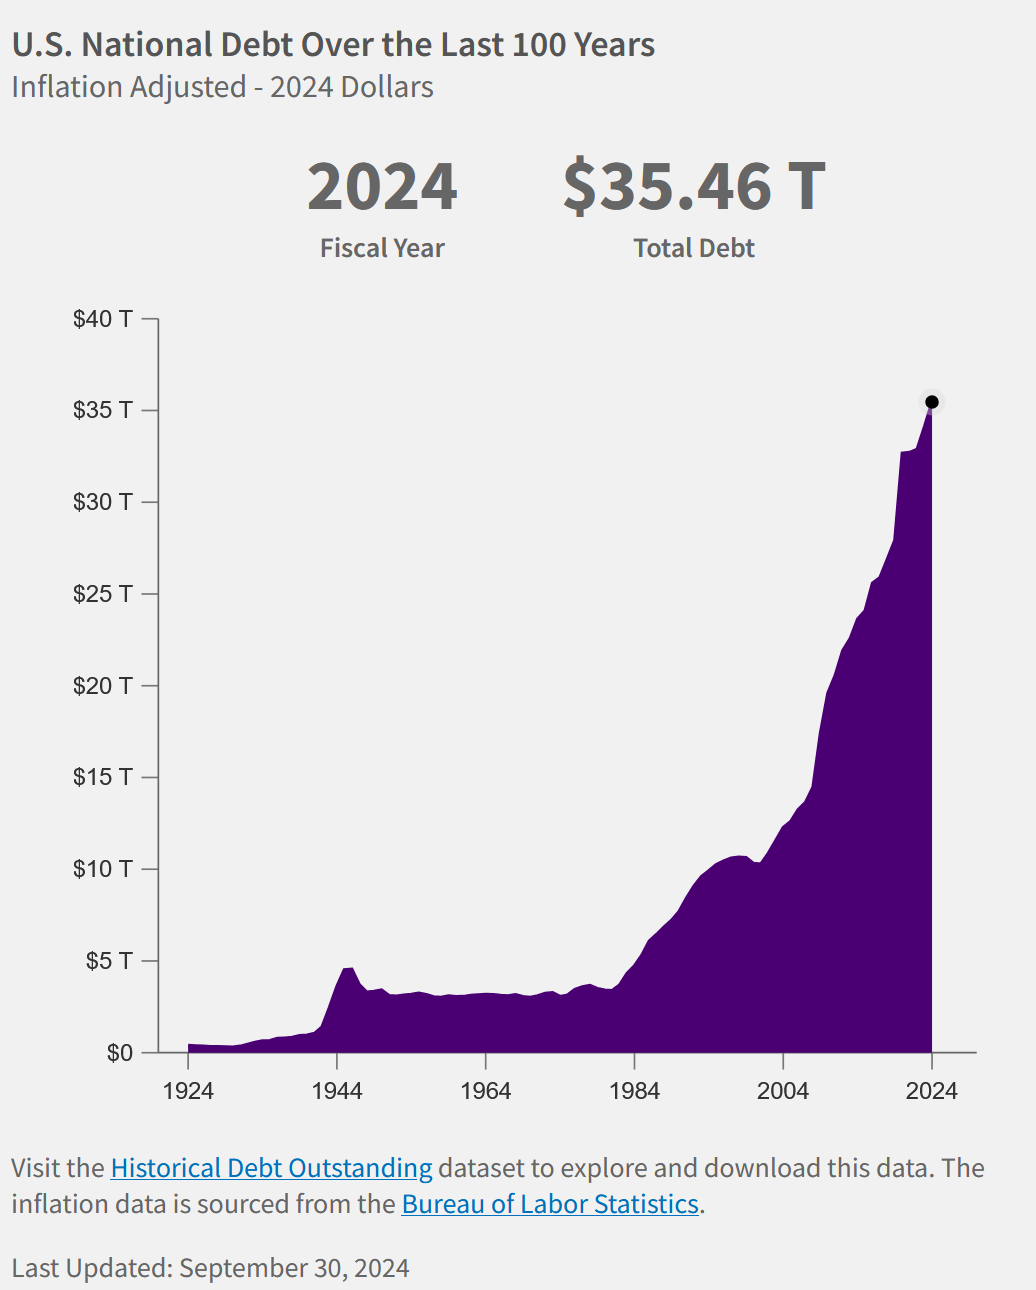 U.S. National Debt Over the Last 100 Years
Inflation Adjusted - 2024 Dollars
2024 $35.46 T
Fiscal Year Total Debt
$40 T
$35 T
$30 T
$25 T
$20 T
$15 T
$10 T
$5 T
$0
1924 1944 1964 1984 2004 2024
Visit the Historical Debt Outstanding dataset to explore and download this data. The
inflation data is sourced from the Bureau of Labor Statistics.
Last Updated: September 30, 2024